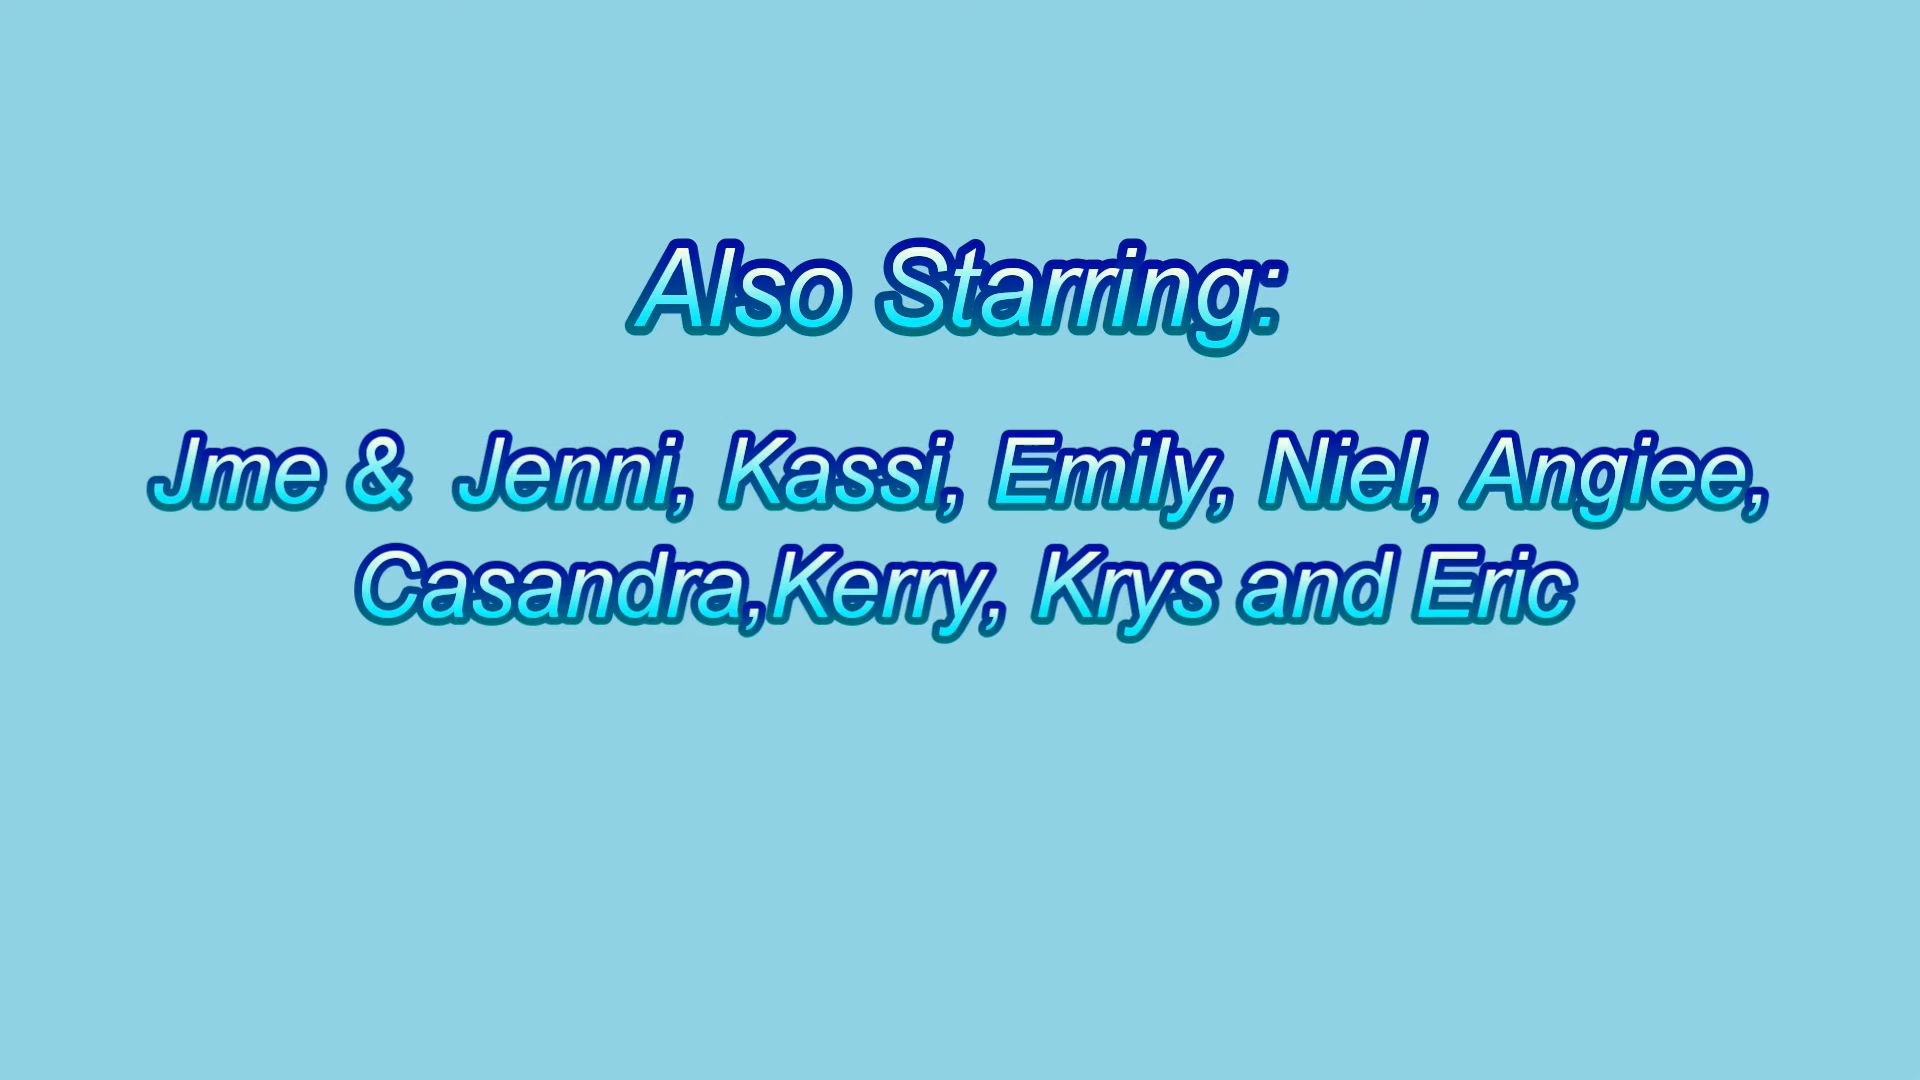 Also Starring:
Jme &  Jenni, Kassi, Emily, Niel, Angiee,
Casandra,Kerry, Krys and Eric